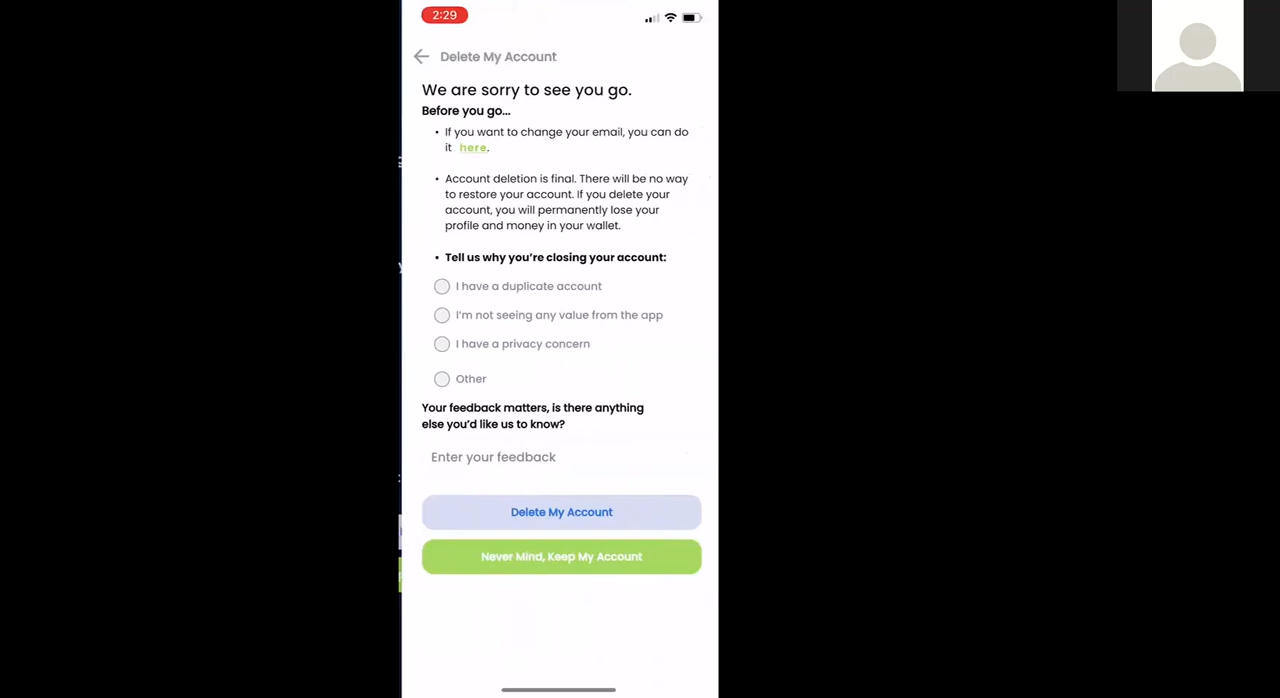 2:29
Delete My Account
We are sorry to see you go.
Before you go...
• If you want to change your email, you can do
it here.
• Account deletion is final. There will be no way
to restore your account. If you delete your
account, you will permanently lose your
profile and money in your wallet.
• Tell us why you're closing your account:
I have a duplicate account
I'm not seeing any value from the app
I have a privacy concern
Other
Your feedback matters, is there anything
else you'd like us to know?
Enter your feedback
Delete My Account
Never Mind, Keep My Account